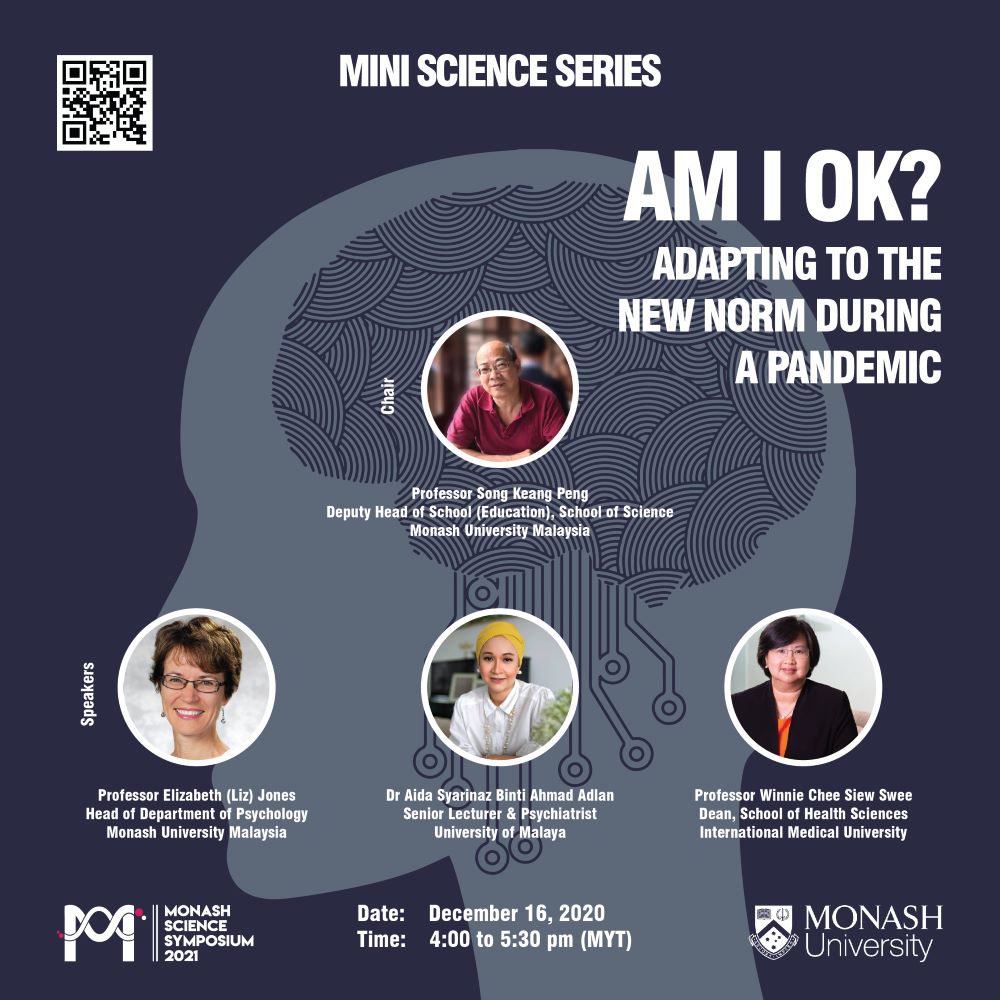 MINI SCIENCE SERIES
AM I OK?
ADAPTING TO THE
NEW NORM DURING
A PANDEMIC
Chair
Professor Song Keang Peng
Deputy Head of School (Education), School of Science
Monash University Malaysia
Speakers
Professor Elizabeth (Liz) Jones
Head of Department of Psychology
Monash University Malaysia
Dr Aida Syarinaz Binti Ahmad Adlan
Senior Lecturer & Psychiatrist
University of Malaya
Professor Winnie Chee Siew Swee
Dean, School of Health Sciences
International Medical University
MONASH
SCIENCE
SYMPOSIUM
2021
Date: December 16, 2020
Time: 4:00 to 5:30 pm (MYT)
MONASH
University